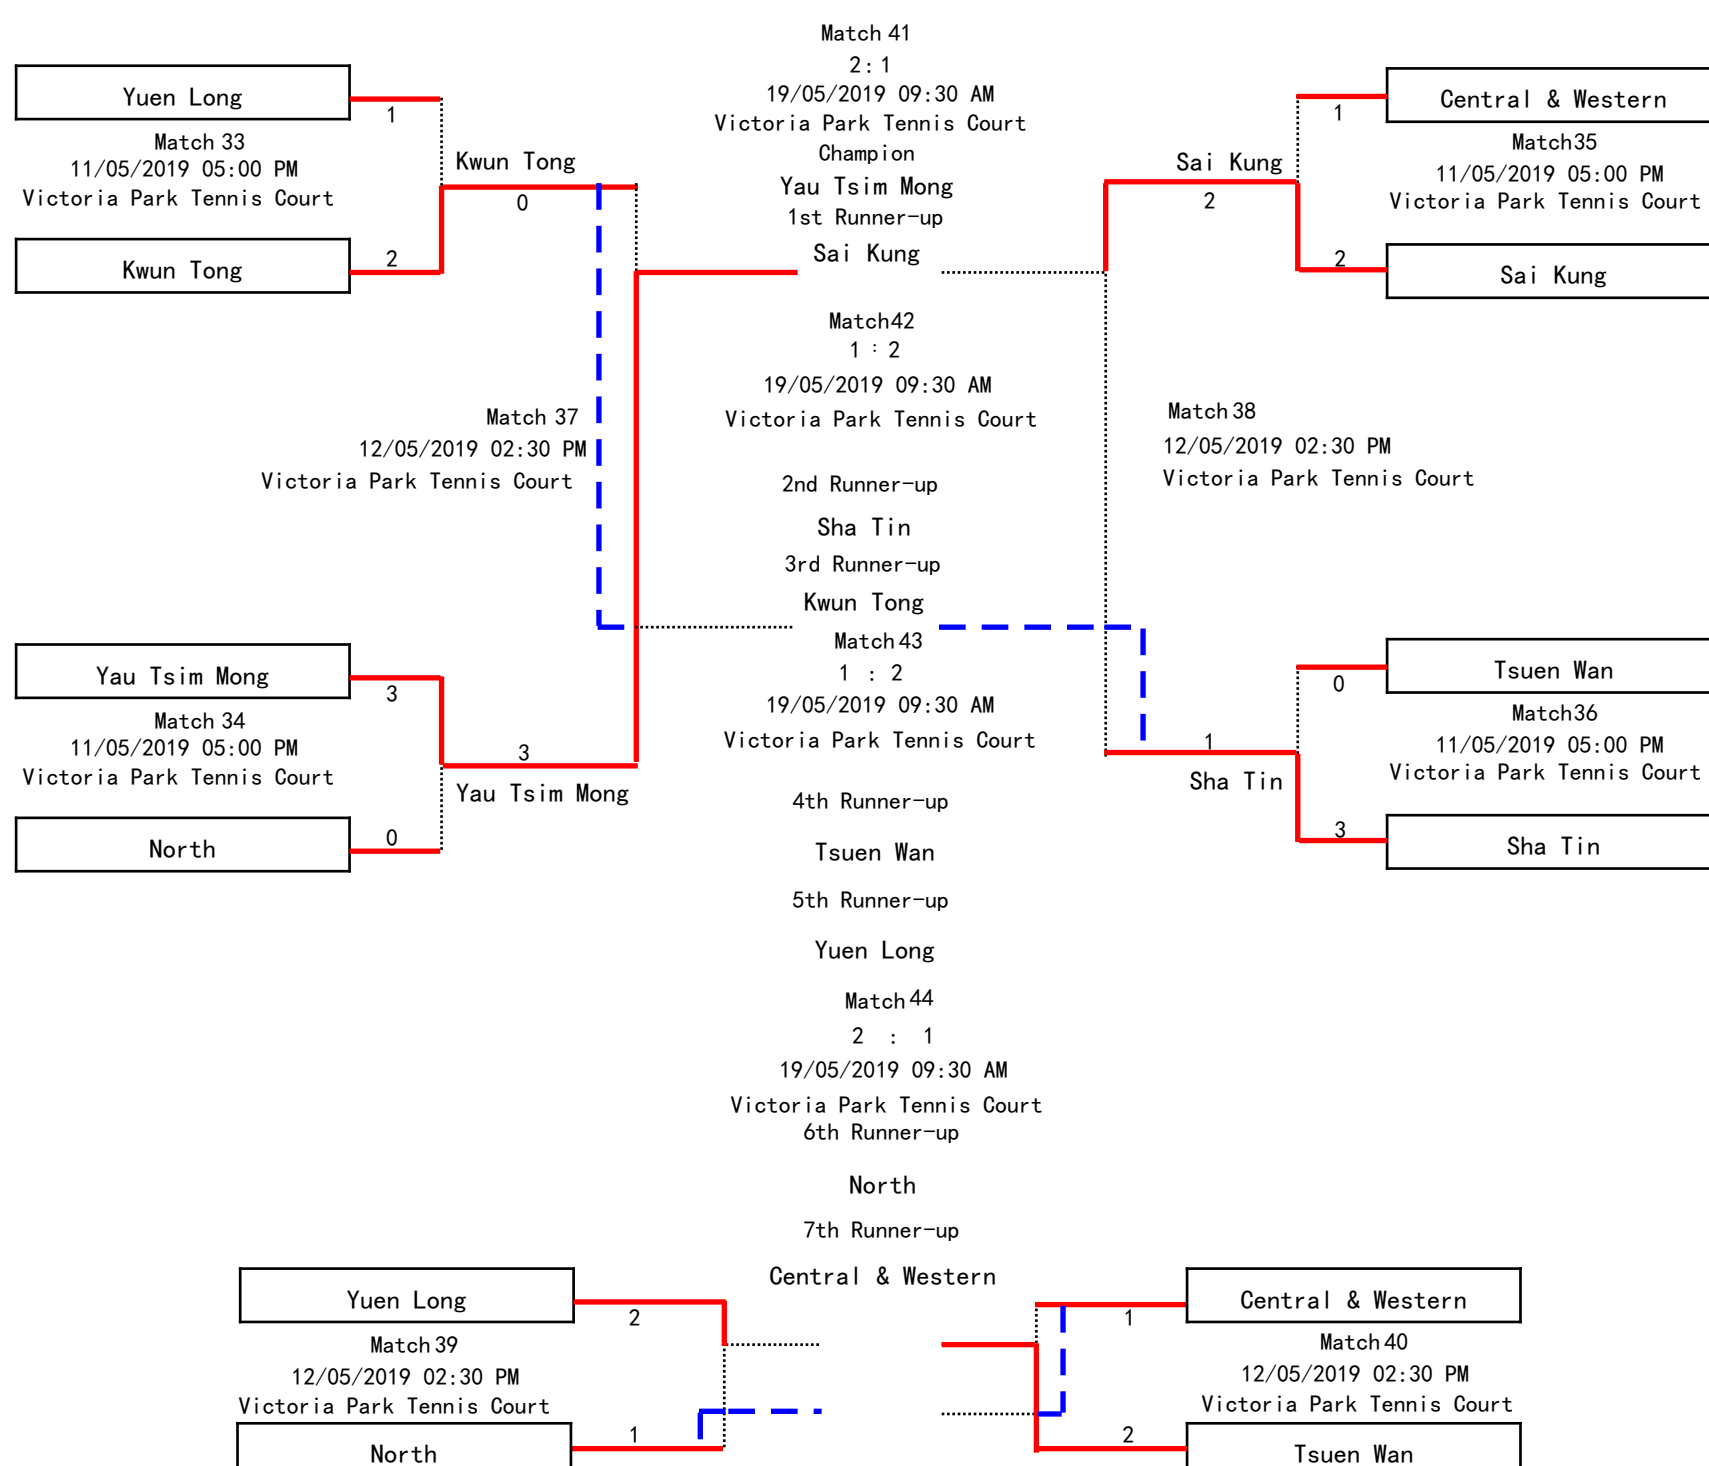 Match 41
2 : 1
19/05/2019 09:30 AM
Victoria Park Tennis Court
Champion
Yau Tsim Mong
1st Runner-up
Sai Kung
Yuen Long
1
Match 33
11/05/2019 05:00 PM
Victoria Park Tennis Court
Kwun Tong
2
Kwun Tong
0
Central & Western
1
Match35
11/05/2019 05:00 PM
Victoria Park Tennis Court
Sai Kung
2
Sai Kung
2
Match42
1 : 2
19/05/2019 09:30 AM
Victoria Park Tennis Court
Match 37
12/05/2019 02:30 PM
Victoria Park Tennis Court
Match 38
12/05/2019 02:30 PM
Victoria Park Tennis Court
2nd Runner-up
Sha Tin
3rd Runner-up
Kwun Tong
Match 43
1 : 2
19/05/2019 09:30 AM
Victoria Park Tennis Court
Yau Tsim Mong
3
Match 34
11/05/2019 05:00 PM
Victoria Park Tennis Court
North
0
3
Yau Tsim Mong
Tsuen Wan
0
Match36
11/05/2019 05:00 PM
Victoria Park Tennis Court
Sha Tin
3
1
Sha Tin
4th Runner-up
Tsuen Wan
5th Runner-up
Yuen Long
Match 44
2 : 1
19/05/2019 09:30 AM
Victoria Park Tennis Court
6th Runner-up
North
7th Runner-up
Central & Western
Yuen Long
2
Match 39
12/05/2019 02:30 PM
Victoria Park Tennis Court
North
1
Central & Western
1
Match 40
12/05/2019 02:30 PM
Victoria Park Tennis Court
Tsuen Wan
2